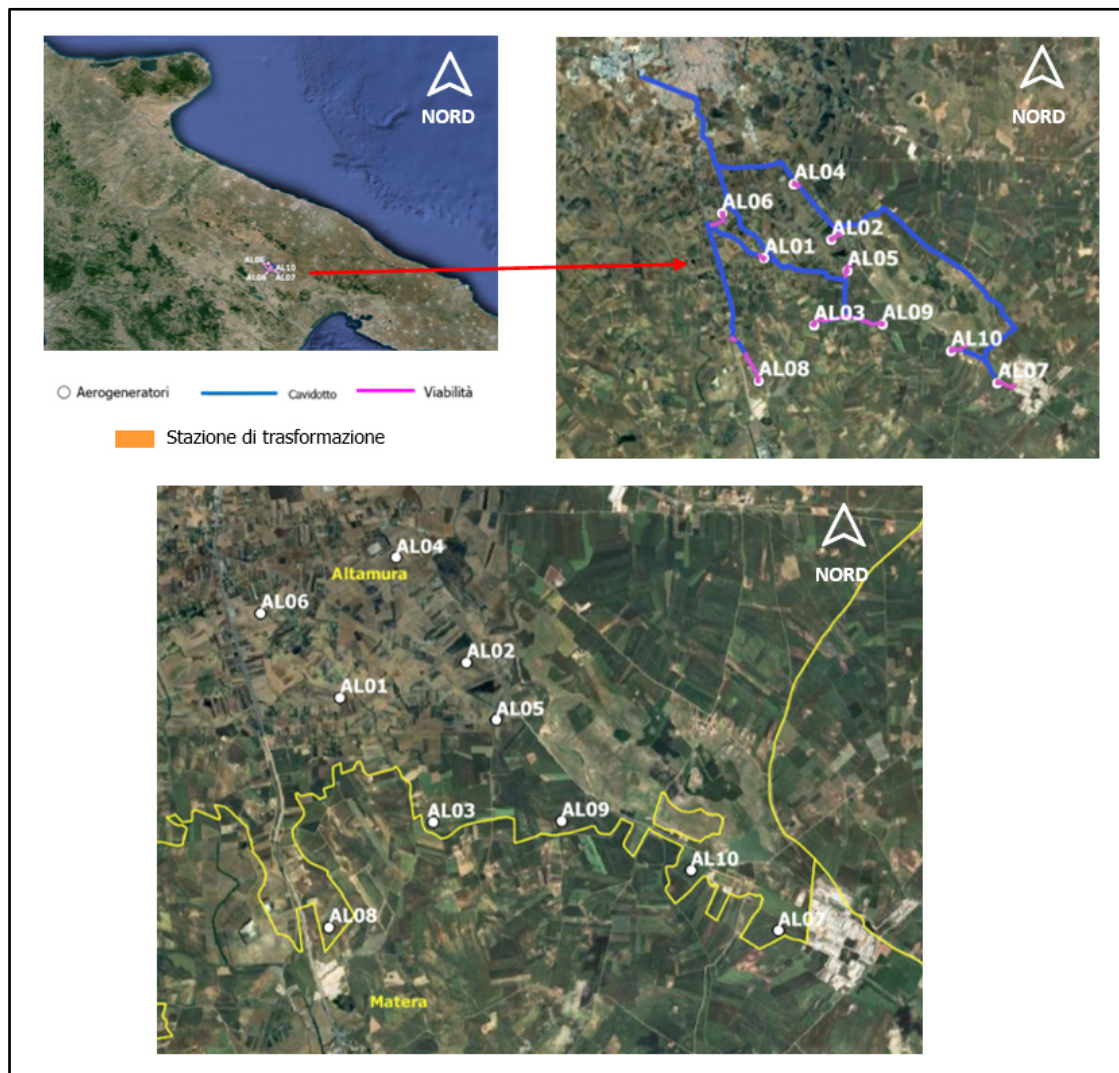 NORD
AL06
AL10
AL08 AL07
NORD
AL04
AL06
AL02
AL01
AL05
AL03
AL09
AL10
AL08
AL07
Aerogeneratori
Cavidotto
Viabilità
Stazione di trasformazione
NORD
AL04
Altamura
AL06
AL02
AL01
AL05
AL03
AL09
AL10
AL08
AL07
Matera